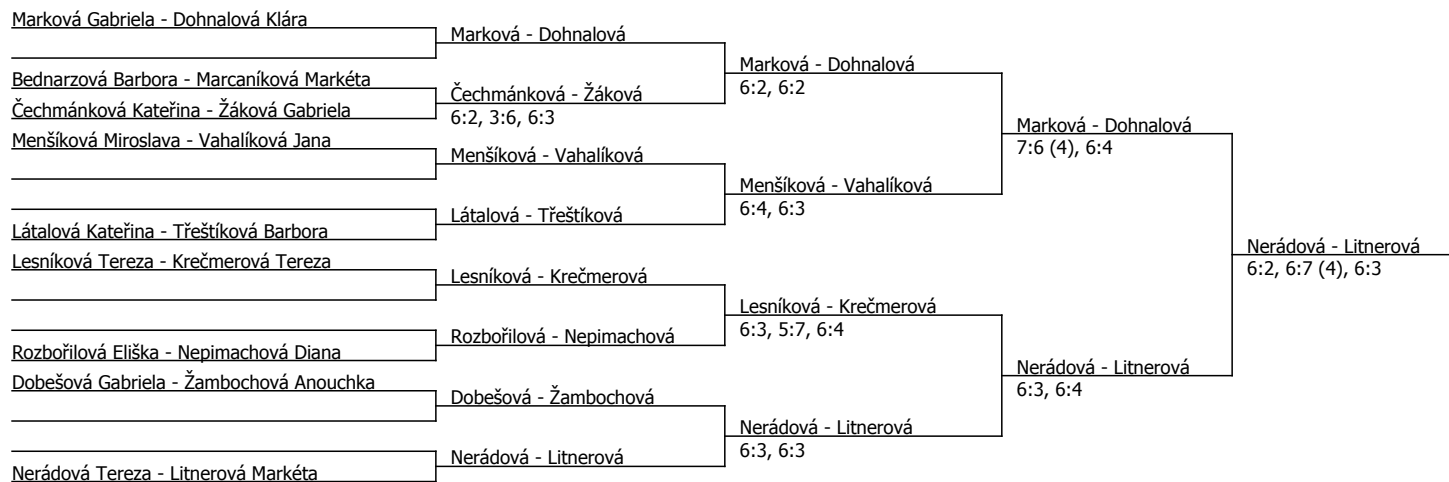 Marková Gabriela - Dohnalová Klára
Bednarzová Barbora - Marcaníková Markéta
Čechmánková Kateřina - Žáková Gabriela
Menšíková Miroslava - Vahalíková Jana
Látalová Kateřina - Třeštíková Barbora
Lesníková Tereza - Krečmerová Tereza
Rozbořilová Eliška - Nepimachová Diana
Dobešová Gabriela - Žambochová Anouchka
Nerádová Tereza - Litnerová Markéta
Marková - Dohnalová
Čechmánková - Žáková
6:2, 3:6, 6:3
Menšíková - Vahalíková
Látalová - Třeštíková
Lesníková - Krečmerová
Rozbořilová - Nepimachová
Dobešová - Žambochová
Nerádová - Litnerová
Marková - Dohnalová
6:2, 6:2
Menšíková - Vahalíková
6:4, 6:3
Lesníková - Krečmerová
6:3, 5:7, 6:4
Nerádová - Litnerová
6:3, 6:3
Marková - Dohnalová
7:6 (4), 6:4
Nerádová - Litnerová
6:3, 6:4
Nerádová - Litnerová
6:2, 6:7 (4), 6:3